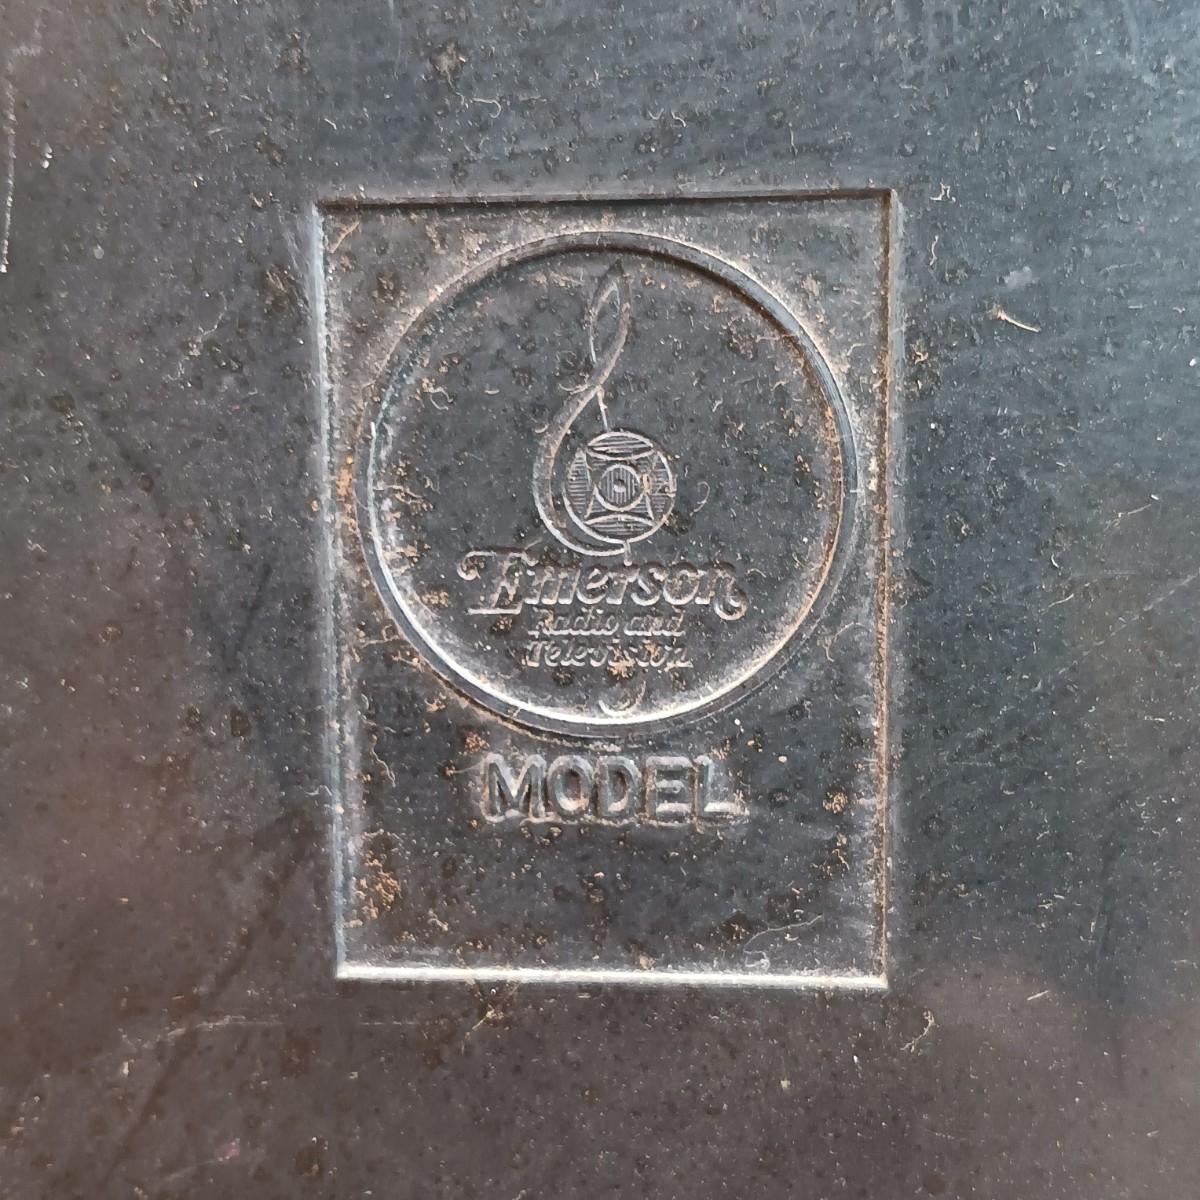 Emerson
Radio and
Television
MODEL